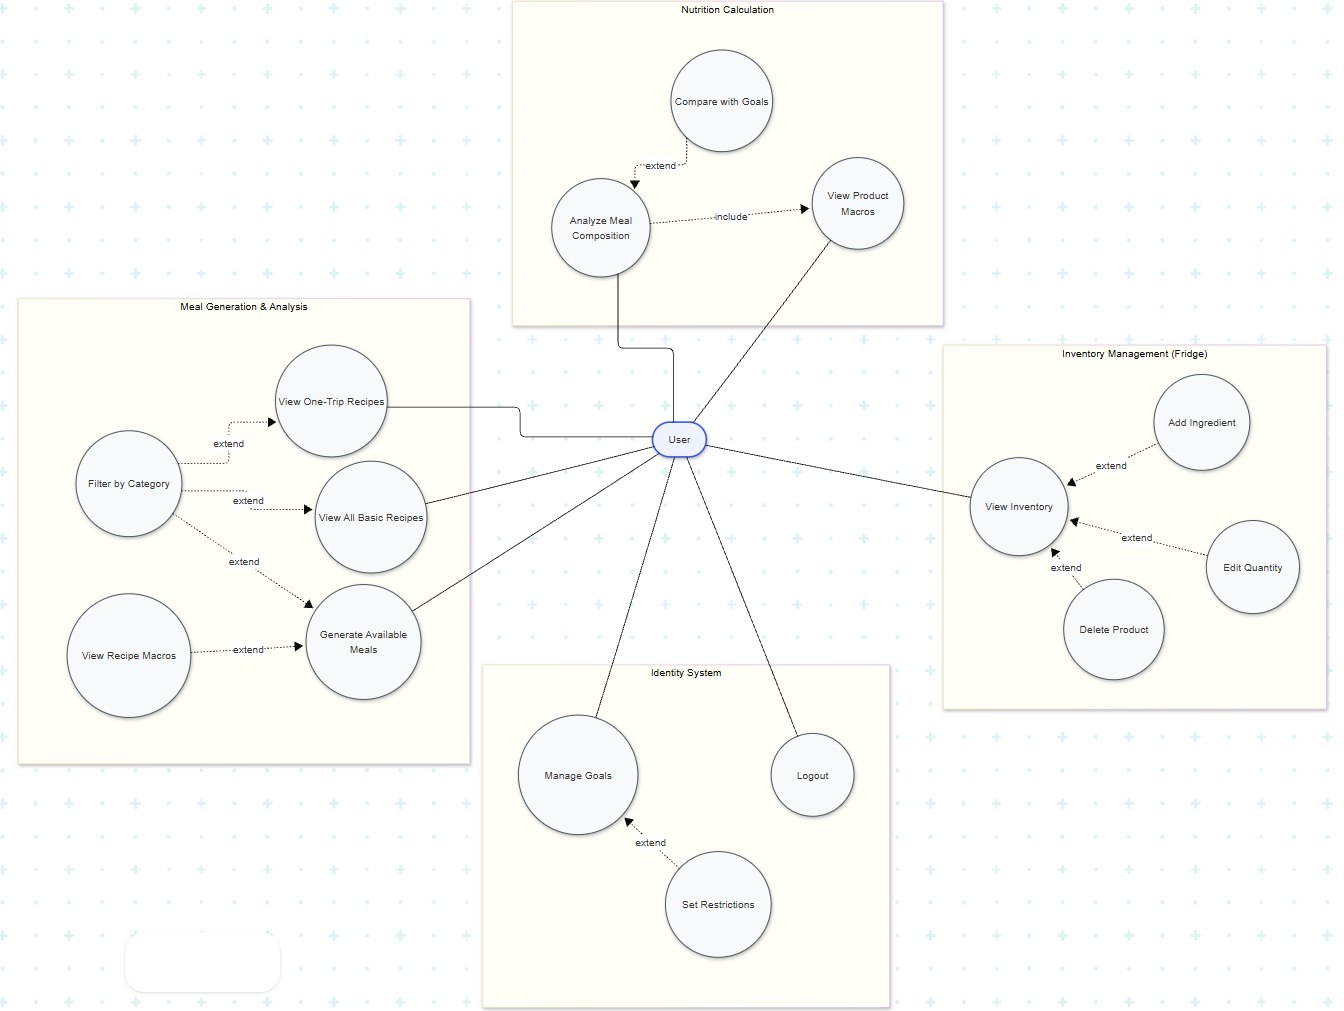 Nutrition Calculation
Compare with Goals
extend
View Product
Macros
Analyze Meal
Composition
include
Meal Generation & Analysis
View One-Trip Recipes
extend
Filter by Category
extend
View All Basic Recipes
extend
Generate Available
Meals
View Recipe Macros
extend
User
Inventory Management (Fridge)
Add Ingredient
extend
View Inventory
extend
Edit Quantity
extend
Delete Product
Identity System
Manage Goals
Logout
extend
Set Restrictions